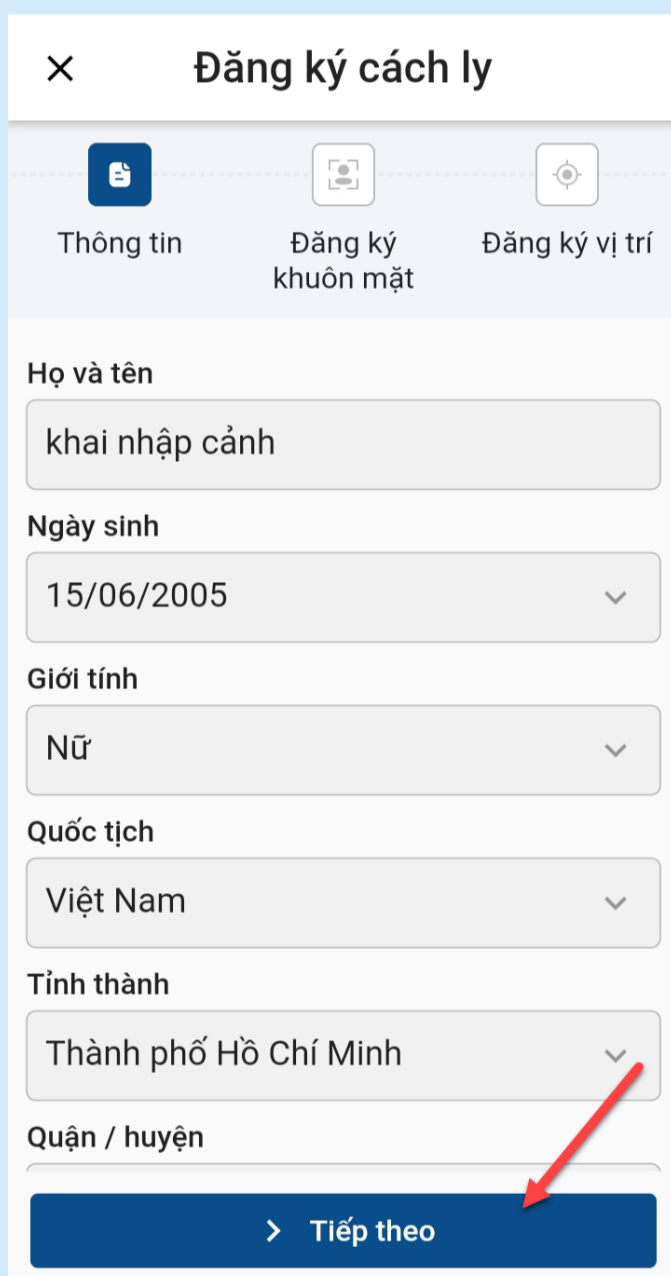 Đăng ký cách ly
Thông tin
Đăng ký
khuôn mặt
Đăng ký vị trí
Họ và tên
khai nhập cảnh
Ngày sinh
15/06/2005
Giới tính
Nữ
Quốc tịch
Việt Nam
Tỉnh thành
Thành phố Hồ Chí Minh
Quận / huyện
Tiếp theo